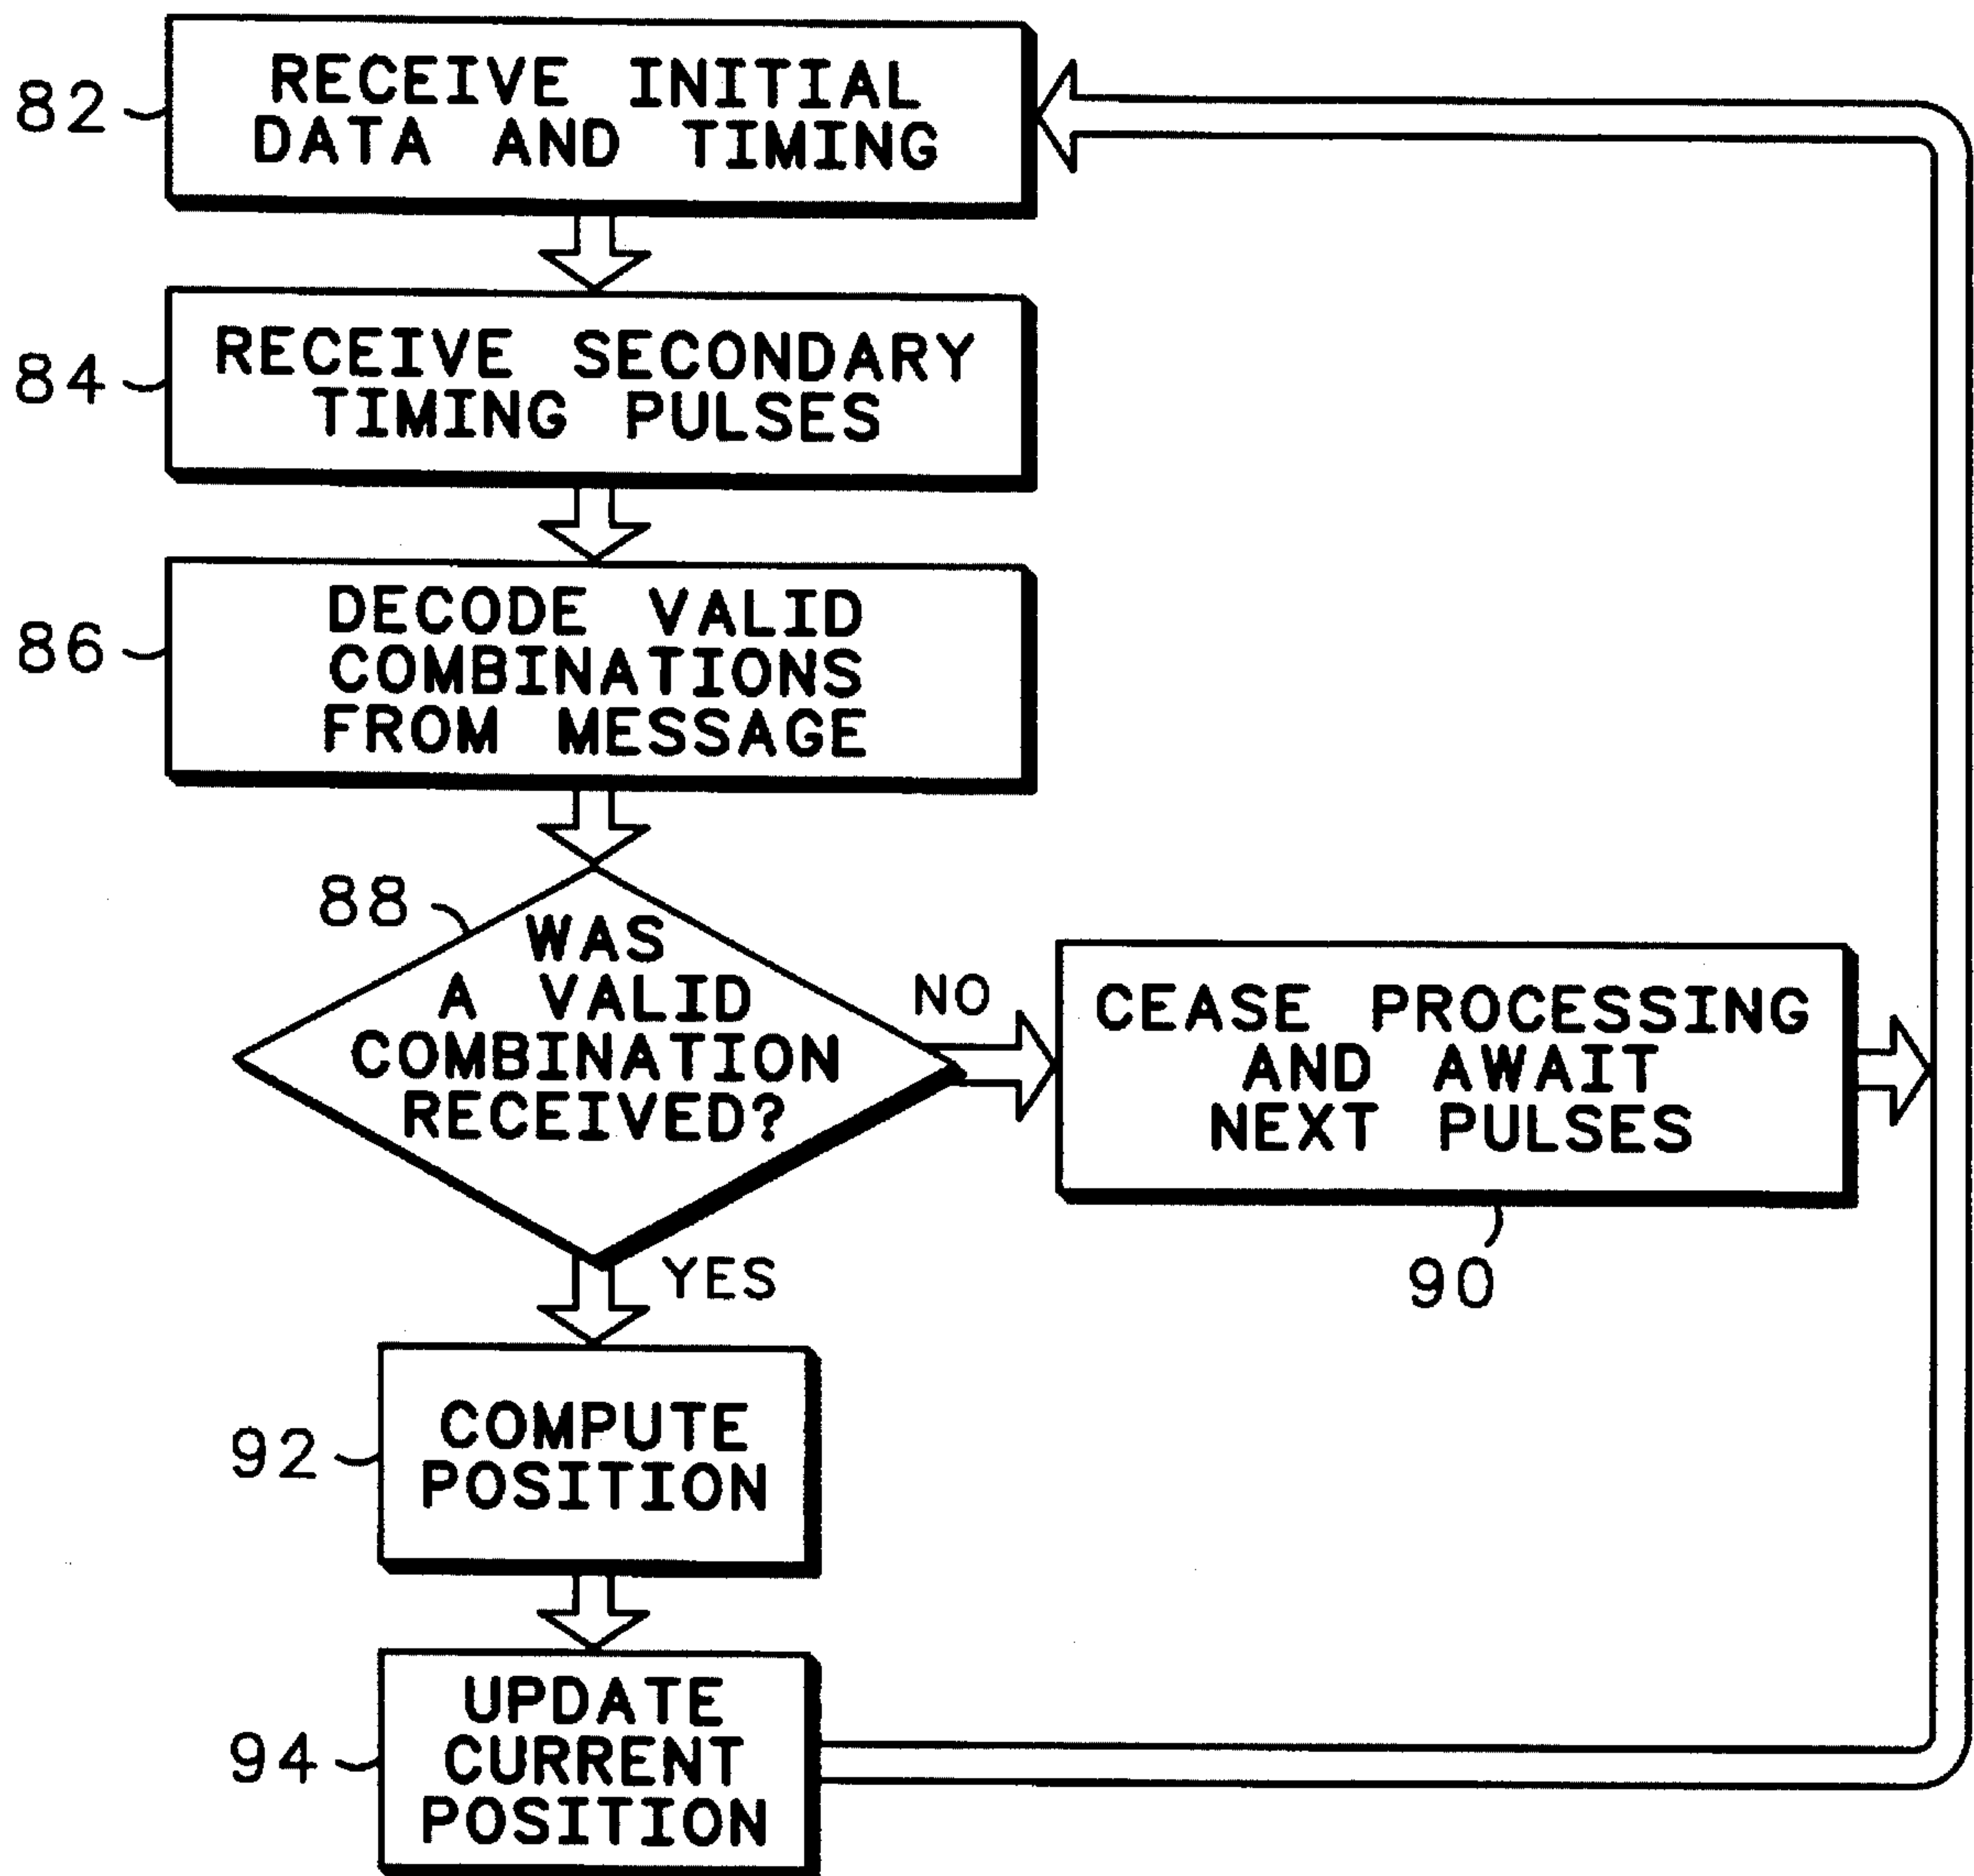 82
RECEIVE INITIAL
DATA AND TIMING
84
RECEIVE SECONDARY
TIMING PULSES
86
DECODE VALID
COMBINATIONS
FROM MESSAGE
88
WAS
A VALID
COMBINATION
RECEIVED?
NO
CEASE PROCESSING
AND AWAIT
NEXT PULSES
90
YES
92
COMPUTE
POSITION
94
UPDATE
CURRENT
POSITION